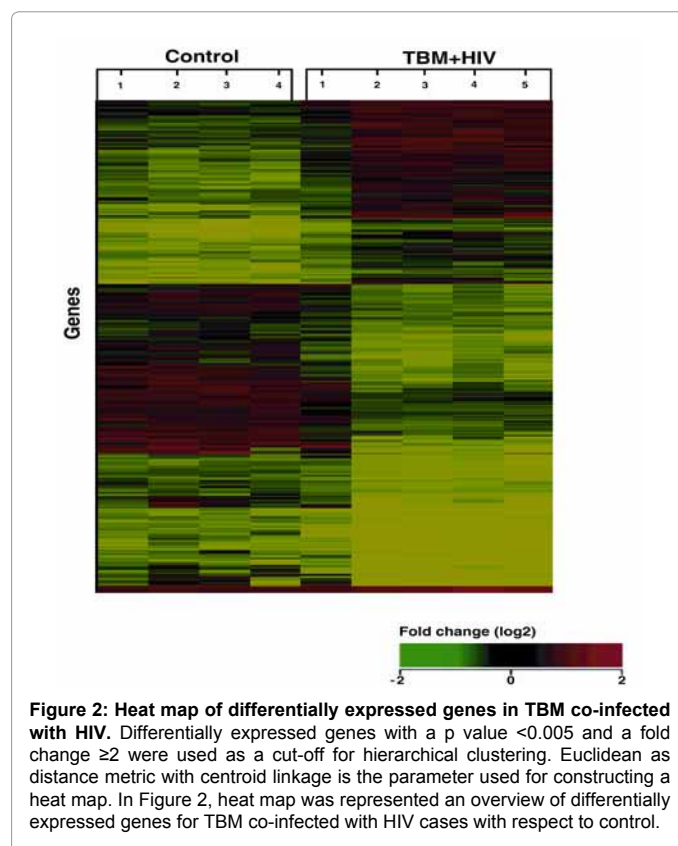 Control TBM+HIV
1 2 3 4 1 2 3 4 5
Genes
Fold change (log2)
-2 0 2
Figure 2: Heat map of differentially expressed genes in TBM co-infected
with HIV. Differentially expressed genes with a p value <0.005 and a fold
change ≥2 were used as a cut-off for hierarchical clustering. Euclidean as
distance metric with centroid linkage is the parameter used for constructing a
heat map. In Figure 2, heat map was represented an overview of differentially
expressed genes for TBM co-infected with HIV cases with respect to control.